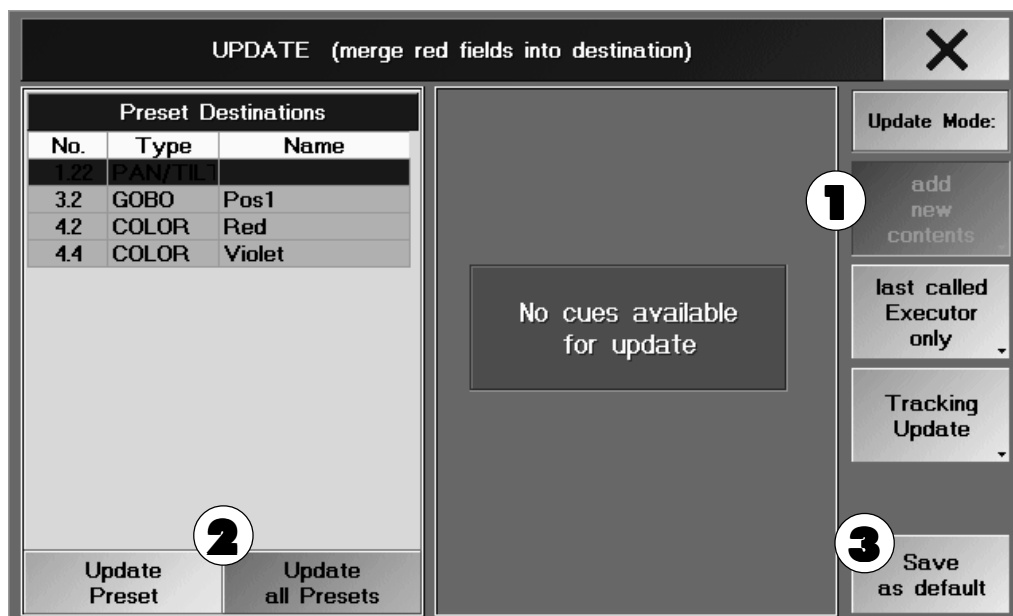 UPDATE (merge red fields into destination)
Preset Destinations
No. Type Name
1.22 PAN/TILT
3.2 GOBO Pos1
4.2 COLOR Red
4.4 COLOR Violet
Update
Preset
2
Update
all Presets
No cues available
for update
Update Mode:
1
add
new
contents
last called
Executor
only
Tracking
Update
3
Save
as default